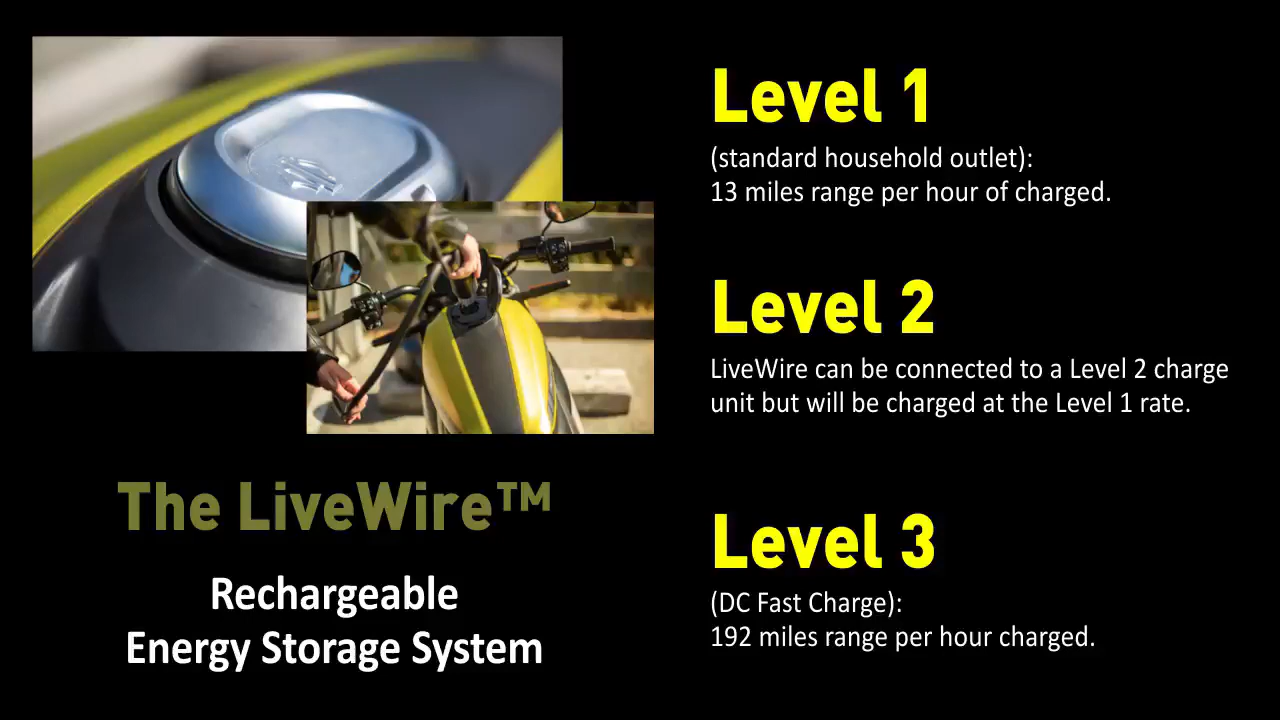 The LiveWire™
Rechargeable
Energy Storage System
Level 1
(standard household outlet):
13 miles range per hour of charged.
Level 2
LiveWire can be connected to a Level 2 charge
unit but will be charged at the Level 1 rate.
Level 3
(DC Fast Charge):
192 miles range per hour charged.